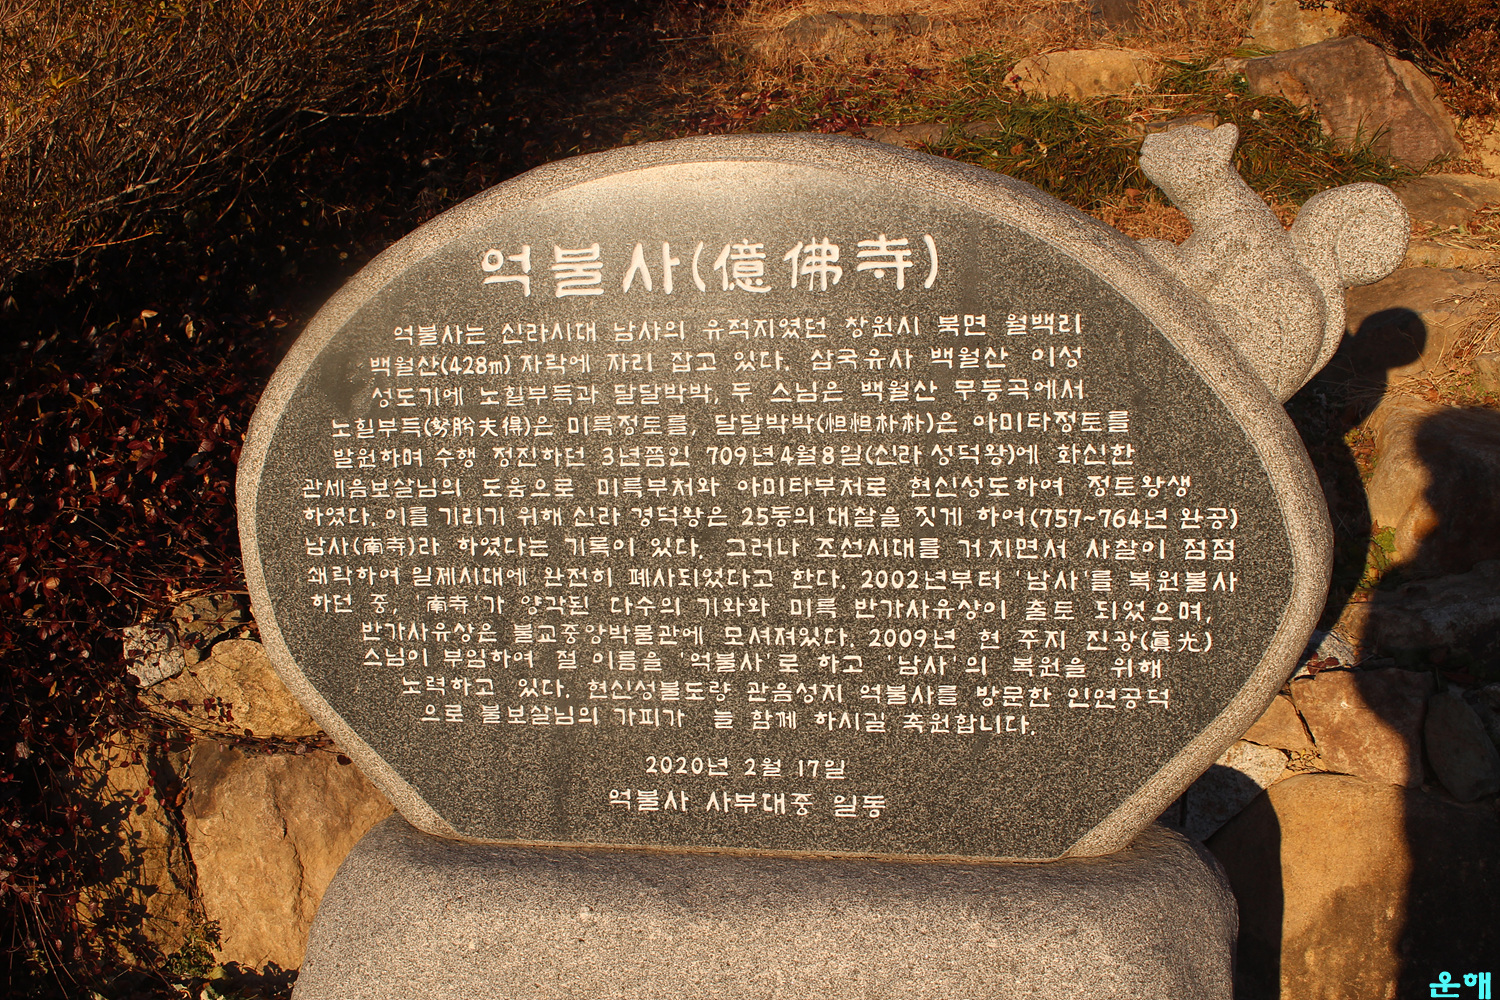 억불사(億佛寺)
억불사는 신라시대 남사의 유적지였던 창원시 북면 월백리
백월산(428m) 자락에 자리 잡고 있다. 삼국유사 백월산 이성
성도기에 노힐부득과 달달박박, 두 스님은 백월산 무등곡에서
노힐부득(努肹夫得)은 미륵정토를, 달달박박(怛怛朴朴)은 아미타정토를
발원하며 수행 정진하던 3년쯤인 709년4월8일(신라 성덕왕)에 화신한
관세음보살님의 도움으로 미륵부처와 아미타부처로 현신성도하여 정토왕생
하였다. 이를 기리기 위해 신라 경덕왕은 25동의 대찰을 짓게 하여(757~764년 완공)
남사(南寺)라 하였다는 기록이 있다. 그러나 조선시대를 거치면서 사찰이 점점
쇄락하여 일제시대에 완전히 폐사되었다고 한다. 2002년부터 '남사'를 복원불사
하던 중, '南寺'가 양각된 다수의 기와와 미륵 반가사유상이 출토 되었으며,
반가사유상은 불교중앙박물관에 모셔져있다. 2009년 현 주지 진광(眞光)
스님이 부임하여 절 이름을 '억불사'로 하고 '남사'의 복원을 위해
노력하고 있다. 현신성불도량 관음성지 억불사를 방문한 인연공덕
으로 불보살님의 가피가 늘 함께 하시길 축원합니다.
2020년 2월 17일
억불사 사부대중 일동
운해